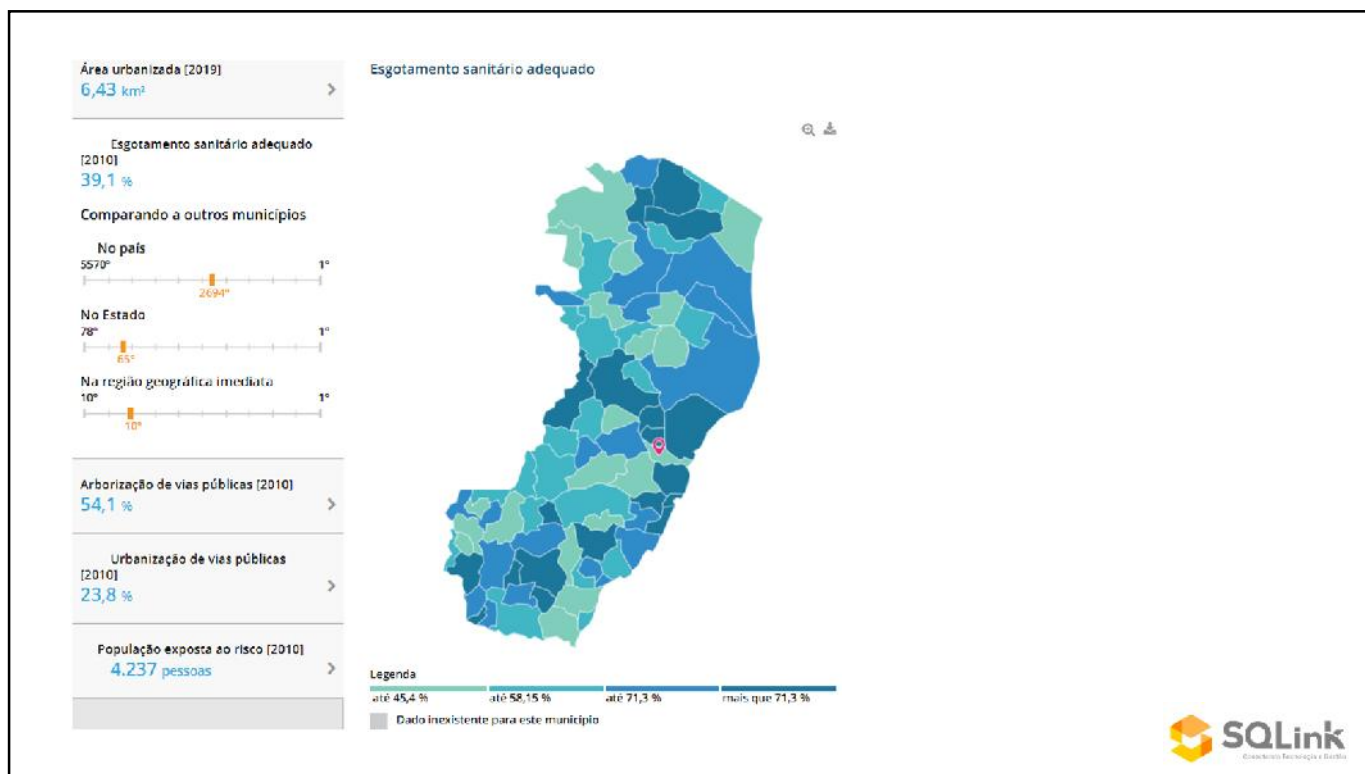 Área urbanizada [2019]
6,43 km²
Esgotamento sanitário adequado
[2010]
39,1 %
Comparando a outros municípios
No país
5570° 1°
2694°
No Estado
78° 1°
65°
Na região geográfica imediata
10° 1°
10°
Arborização de vias públicas [2010]
54,1 %
Urbanização de vias públicas
[2010]
23,8 %
População exposta ao risco [2010]
4.237 pessoas
Esgotamento sanitário adequado
Legenda
até 45,4 % até 58,15 % até 71,3 % mais que 71,3 %
Dado inexistente para este município
SQLink